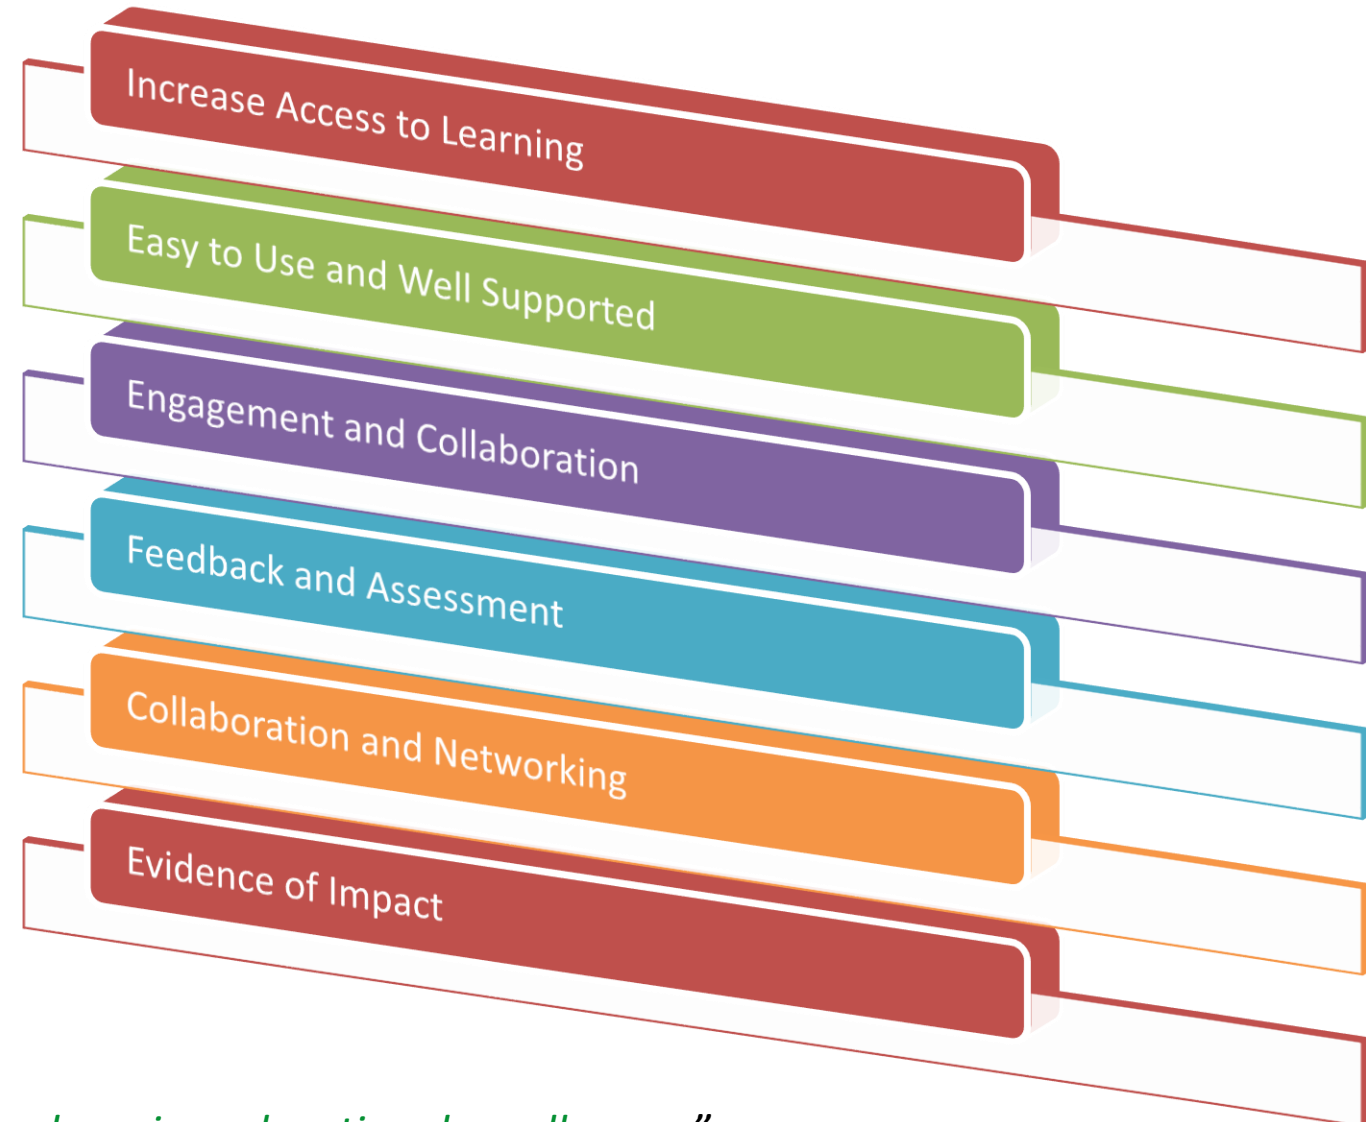 Increase Access to Learning
Easy to Use and Well Supported
Engagement and Collaboration
Feedback and Assessment
Collaboration and Networking
Evidence of Impact